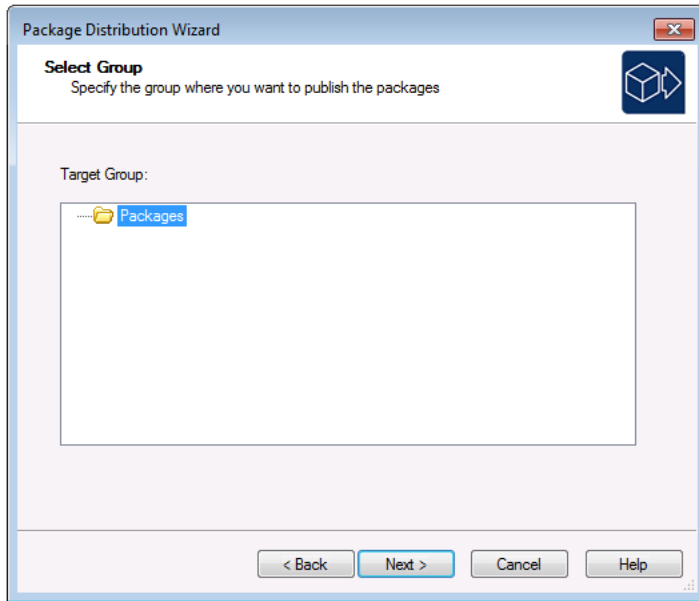 Package Distribution Wizard
Select Group
Specify the group where you want to publish the packages
Target Group:
Packages
< Back Next > Cancel Help